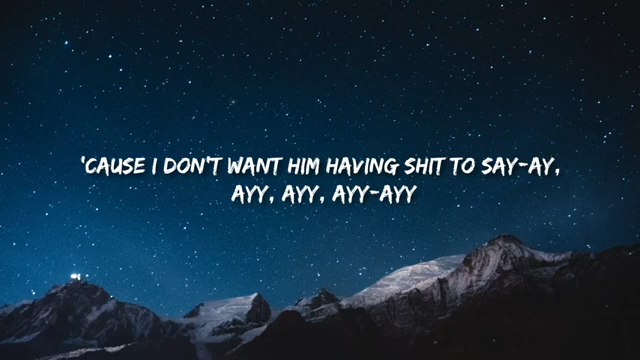 'CAUSE I DON'T WANT HIM HAVING SHIT TO SAY-AY,
AYY, AYY, AYY-AYY